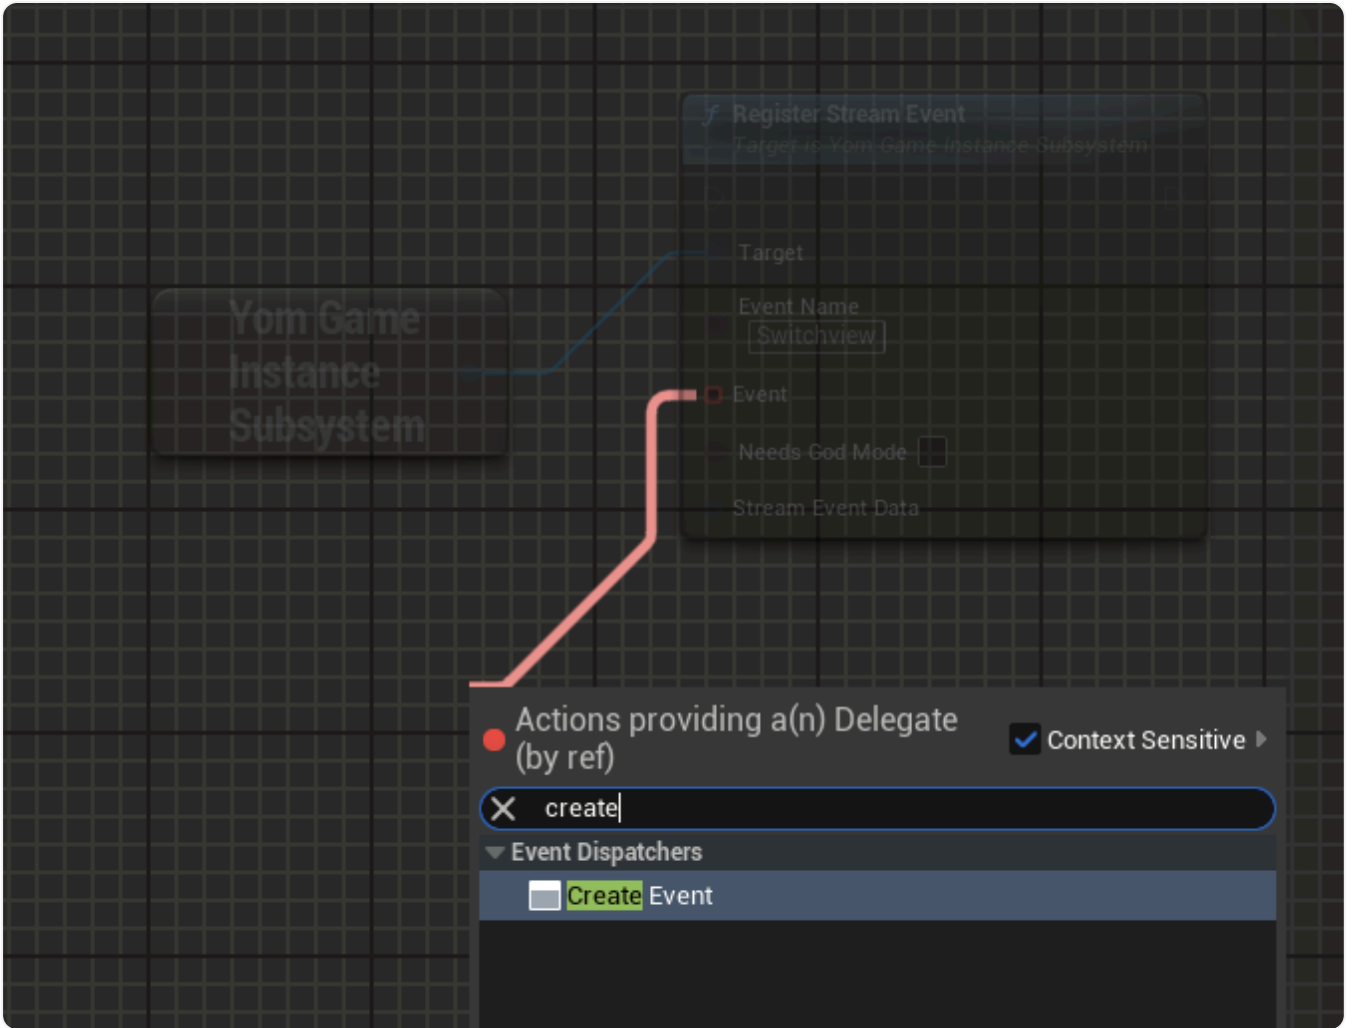 Register Stream Event
Target is Yom Game Instance Subsystem
Target
Event Name
Switchview
Event
Needs God Mode
Stream Event Data
Yom Game
Instance
Subsystem
Actions providing a(n) Delegate
(by ref)
Context Sensitive
create
Event Dispatchers
Create Event